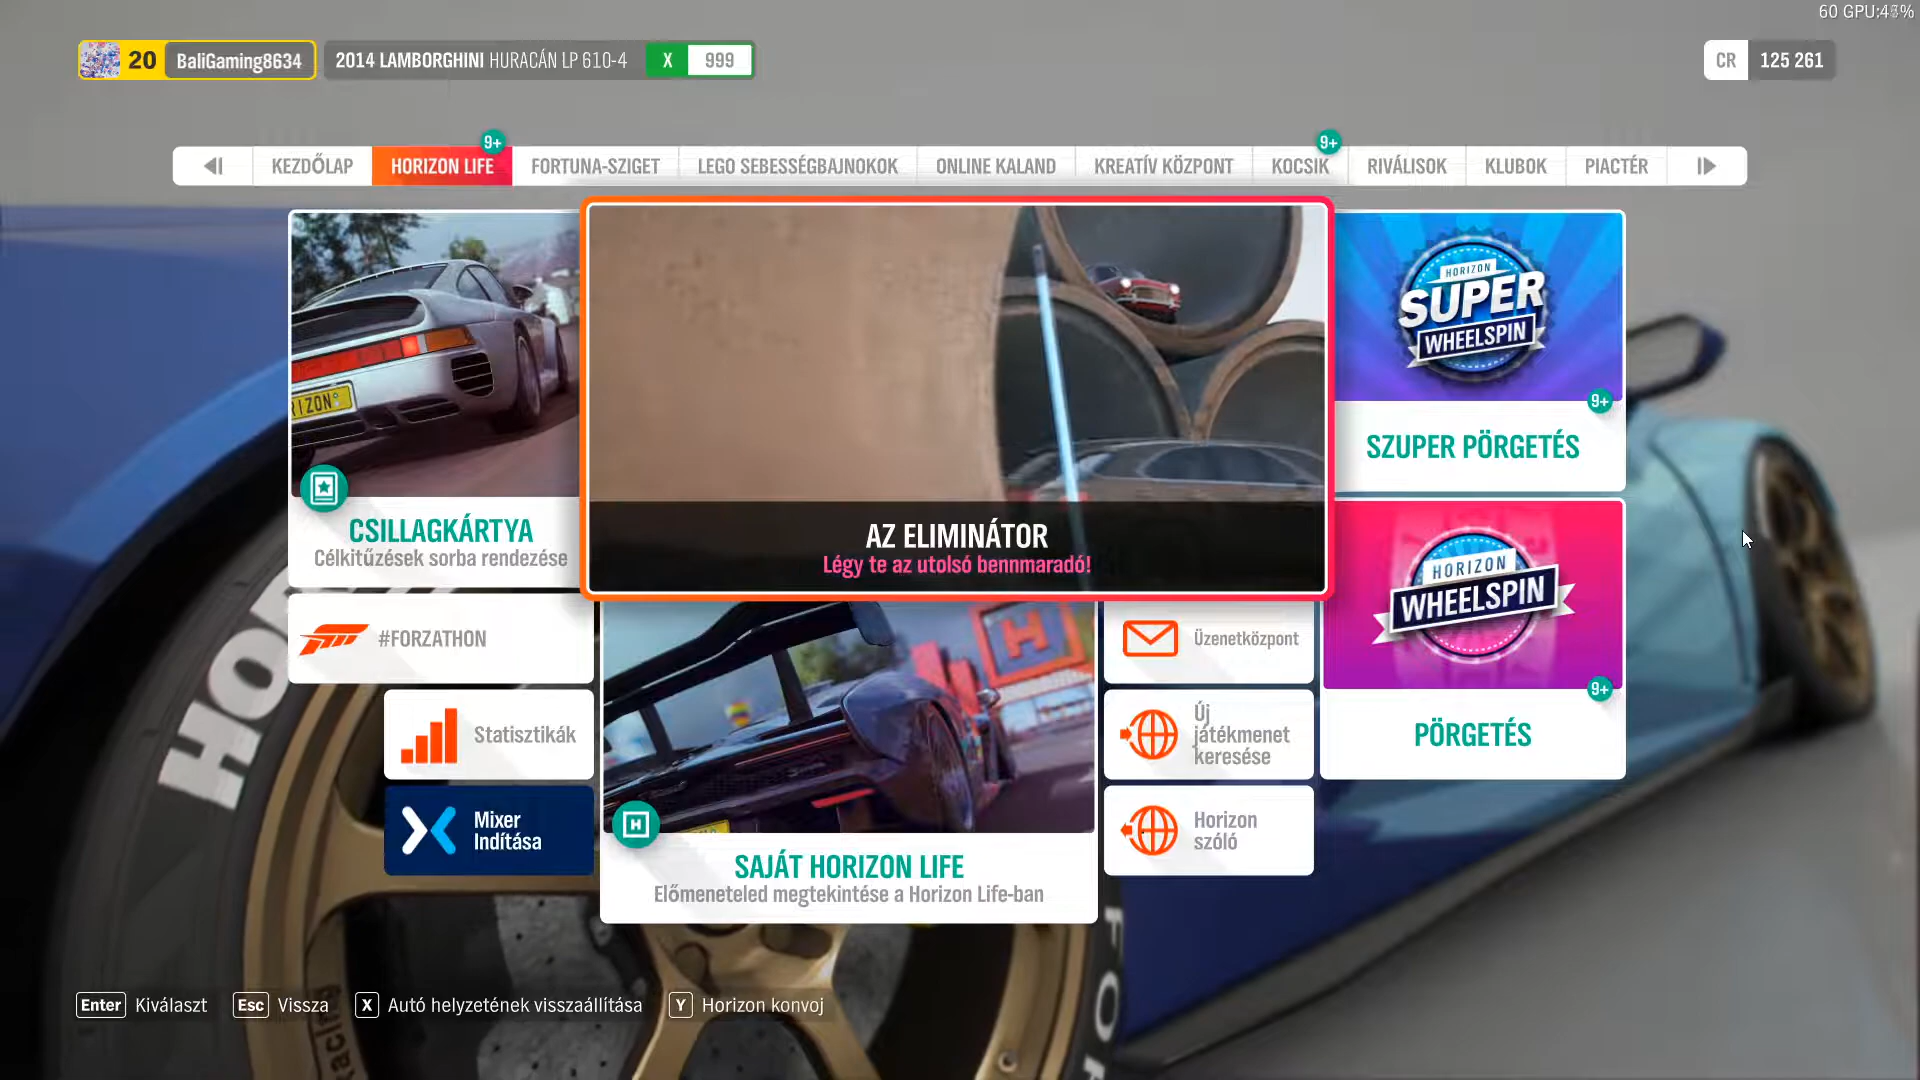 60 GPU:
20 BaliGaming8634
2014 LAMBORGHINI HURACÁN LP 610-4
X 999
CR 125 261
9+
9+
KEZDŐLAP
HORIZON LIFE
FORTUNA-SZIGET
LEGO SEBESSÉGBAJNOKOK
ONLINE KALAND
KREATÍV KÖZPONT
KOCSIK
RIVÁLISOK
KLUBOK
PIACTÉR
RIZON
CSILLAGKÁRTYA
Célkitűzések sorba rendezése
AZ ELIMINÁTOR
Légy te az utolsó bennmaradó!
HORIZON
SUPER
WHEELSPIN
9+
SZUPER PÖRGETÉS
#FORZATHON
Statisztikák
Mixer
Indítása
H
SAJÁT HORIZON LIFE
Előmeneteled megtekintése a Horizon Life-ban
Üzenetközpont
Új
játékmenet
keresése
Horizon
szóló
HORIZON
WHEELSPIN
9+
PÖRGETÉS
HO
FO
Enter Kiválaszt
Esc Vissza
X Autó helyzetének visszaállítása
Y Horizon konvoj